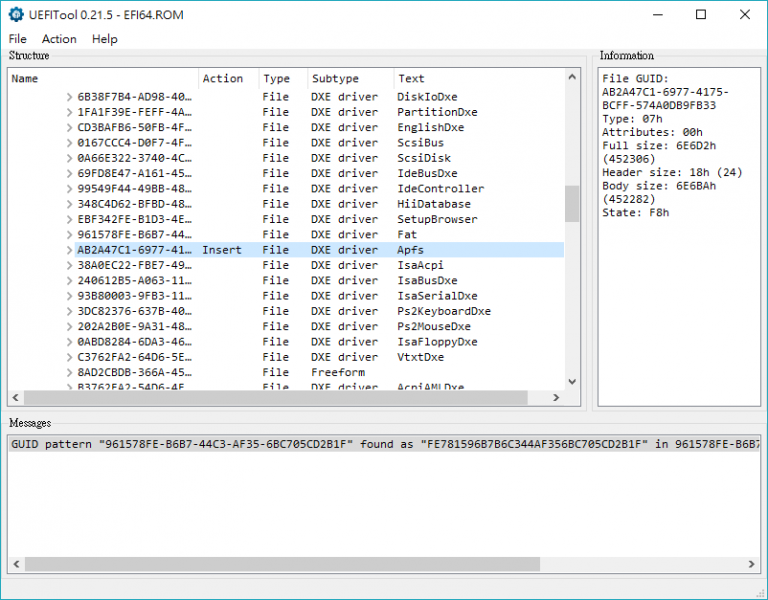 UEFITool 0.21.5 - EFI64.ROM
File Action Help
Structure
Name Action Type Subtype Text
6B38F7B4-AD98-40... File DXE driver DiskIoDxe
1FA1F39E-FEFF-4A... File DXE driver PartitionDxe
CD3BAFB6-50FB-4F... File DXE driver EnglishDxe
0167CCC4-D0F7-4F... File DXE driver ScsiBus
0A66E322-3740-4C... File DXE driver ScsiDisk
69FD8E47-A161-45... File DXE driver IdeBusDxe
99549F44-49BB-48... File DXE driver IdeController
348C4D62-BFBD-48... File DXE driver HiiDatabase
EBF342FE-B1D3-4E... File DXE driver SetupBrowser
961578FE-B6B7-44... File DXE driver Fat
AB2A47C1-6977-41... Insert File DXE driver Apfs
38A0EC22-FBE7-49... File DXE driver IsaAcpi
240612B5-A063-11... File DXE driver IsaBusDxe
93B80003-9FB3-11... File DXE driver IsaSerialDxe
3DC82376-637B-40... File DXE driver Ps2KeyboardDxe
202A2B0E-9A31-48... File DXE driver Ps2MouseDxe
0ABD8284-6DA3-46... File DXE driver IsaFloppyDxe
C3762FA2-64D6-5E... File DXE driver VtxtDxe
8AD2CBDB-366A-45... File Freeform
B3762FA2-54D6-4F... File DXE driver AcpiAMLDxe
Information
File GUID:
AB2A47C1-6977-4175-
BCFF-574A0DB9FB33
Type: 07h
Attributes: 00h
Full size: 6E6D2h
(452306)
Header size: 18h (24)
Body size: 6E6BAh
(452282)
State: F8h
Messages
GUID pattern "961578FE-B6B7-44C3-AF35-6BC705CD2B1F" found as "FE781596B7B6C344AF356BC705CD2B1F" in 961578FE-B6B7